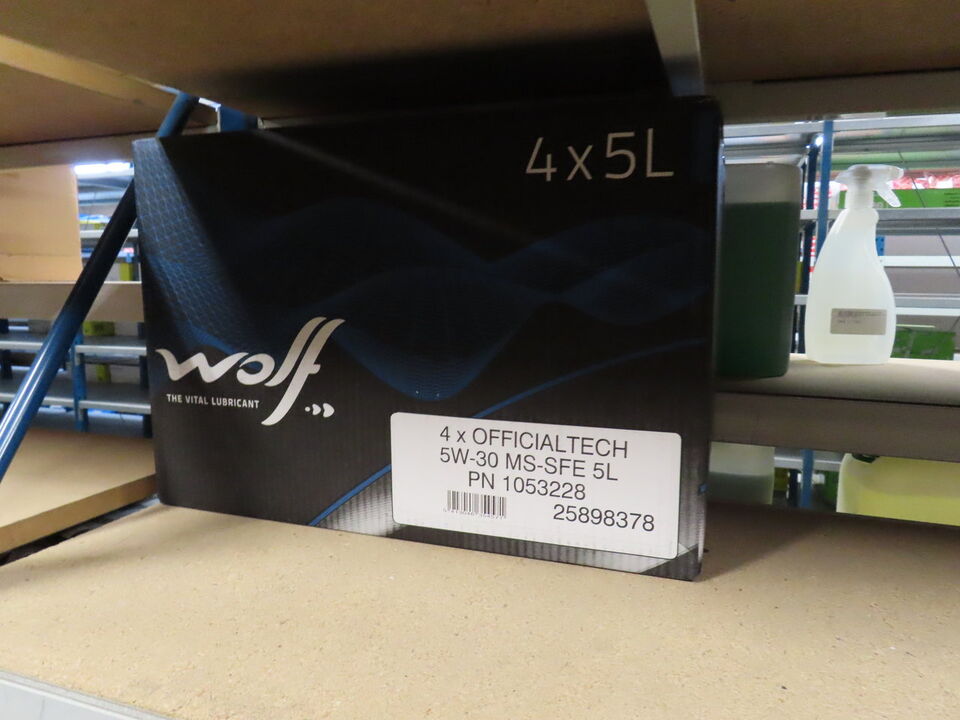 4x5L
wolf
THE VITAL LUBRICANT
4 x OFFICIALTECH
5W-30 MS-SFE 5L
PN 1053228
25898378